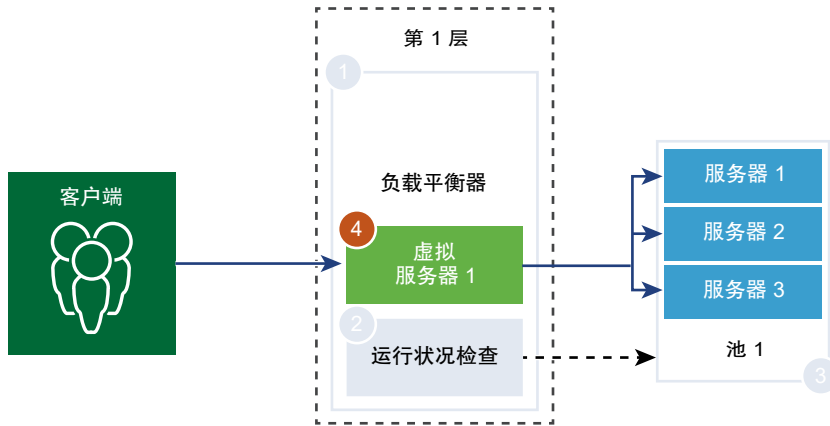 第 1 层
1
负载平衡器
客户端
4
虚拟
服务器 1
2
运行状况检查
服务器 1
服务器 2
服务器 3
池 1
3